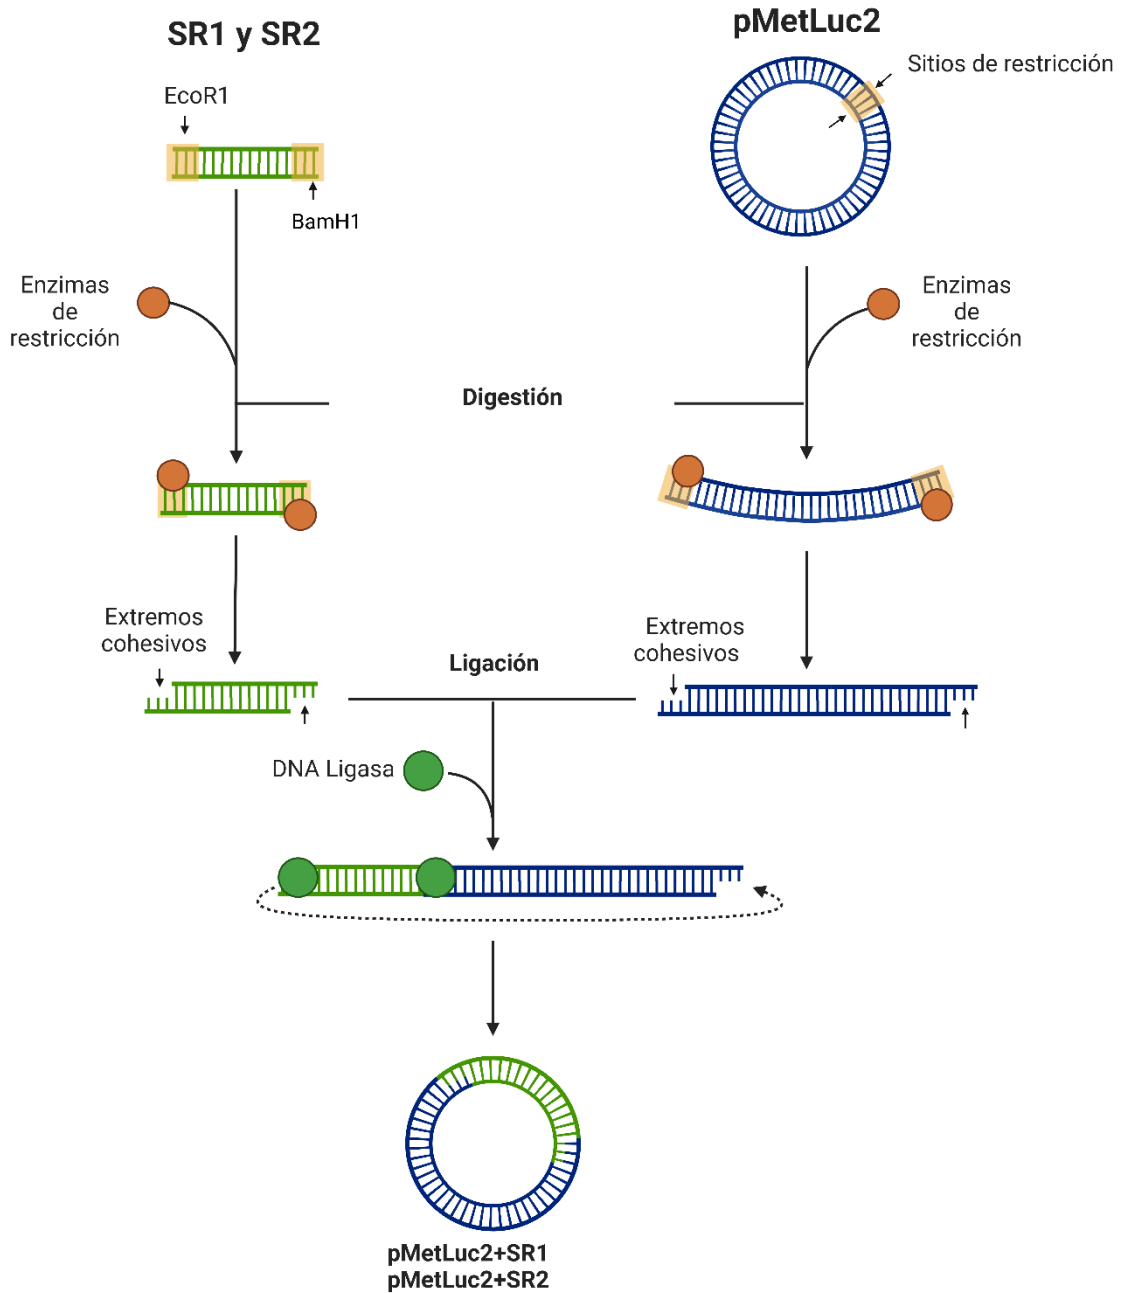 SR1 y SR2
pMetLuc2
Sitios de restricción
EcoR1
BamH1
Enzimas
de
restricción
Enzimas
de
restricción
Digestión
Extremos
cohesivos
Extremos
cohesivos
Ligación
DNA Ligasa
pMetLuc2+SR1
pMetLuc2+SR2